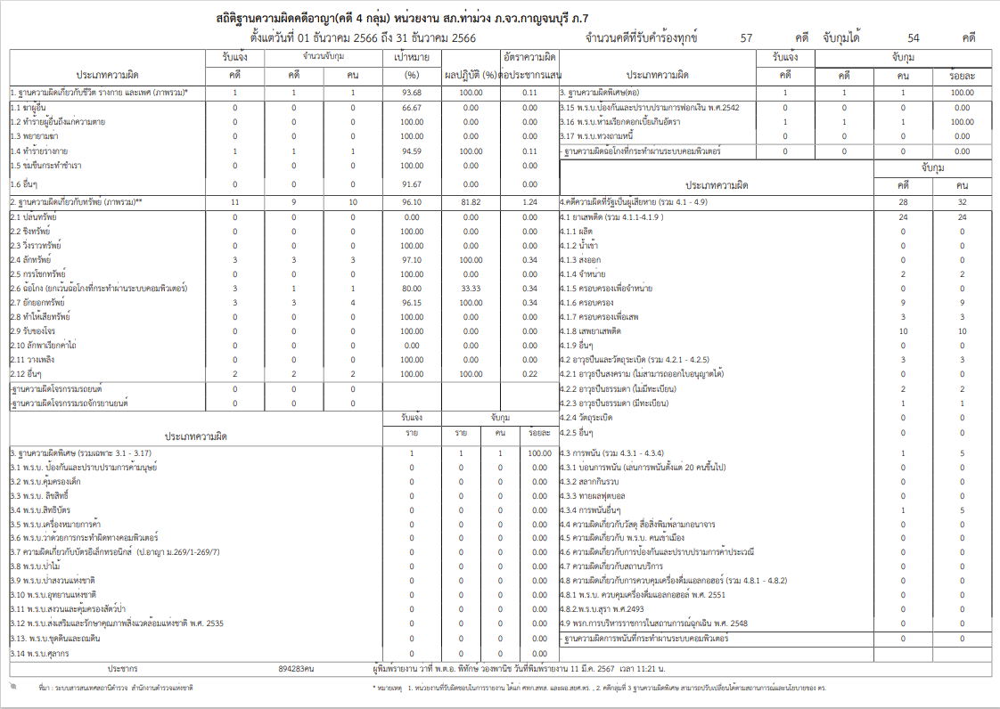 สถิติฐานความผิดคดีอาญา(คดี 4 กลุ่ม) หน่วยงาน สภ.ท่าม่วง ภ.จว.กาญจนบุรี ภ.7
ตั้งแต่วันที่ 01 ธันวาคม 2566 ถึง 31 ธันวาคม 2566 จำนวนคดีที่รับคำร้องทุกข์ 57 คดี จับกุมได้ 54 คดี
ประเภทความผิด รับแจ้ง จำนวนจับกุม เป้าหมาย ผลปฏิบัติ (%) อัตราความผิด
คดี คดี คน (%) ต่อประชากรแสน
1. ฐานความผิดเกี่ยวกับชีวิต ร่างกาย และเพศ (ภาพรวม)* 1 1 1 93.68 100.00 0.11
1.1 ฆ่าผู้อื่น 0 0 0 66.67 0.00 0.00
1.2 ทำร้ายผู้อื่นถึงแก่ความตาย 0 0 0 100.00 0.00 0.00
1.3 พยายามฆ่า 0 0 0 100.00 0.00 0.00
1.4 ทำร้ายร่างกาย 1 1 1 94.59 100.00 0.11
1.5 ข่มขืนกระทำชำเรา 0 0 0 100.00 0.00 0.00
1.6 อื่นๆ 0 0 0 91.67 0.00 0.00
2. ฐานความผิดเกี่ยวกับทรัพย์ (ภาพรวม)** 11 9 10 96.10 81.82 1.24
2.1 ปล้นทรัพย์ 0 0 0 0.00 0.00 0.00
2.2 ชิงทรัพย์ 0 0 0 100.00 0.00 0.00
2.3 วิ่งราวทรัพย์ 0 0 0 100.00 0.00 0.00
2.4 ลักทรัพย์ 3 3 3 97.10 100.00 0.34
2.5 กรรโชกทรัพย์ 0 0 0 100.00 0.00 0.00
2.6 ฉ้อโกง (ยกเว้นฉ้อโกงที่กระทำผ่านระบบคอมพิวเตอร์) 3 1 1 80.00 33.33 0.34
2.7 ยักยอกทรัพย์ 3 3 4 96.15 100.00 0.34
2.8 ทำให้เสียทรัพย์ 0 0 0 100.00 0.00 0.00
2.9 รับของโจร 0 0 0 100.00 0.00 0.00
2.10 ลักพาเรียกค่าไถ่ 0 0 0 0.00 0.00 0.00
2.11 วางเพลิง 0 0 0 100.00 0.00 0.00
2.12 อื่นๆ 2 2 2 100.00 100.00 0.22
-ฐานความผิดโจรกรรมรถยนต์ 0 0 0
-ฐานความผิดโจรกรรมรถจักรยานยนต์ 0 0 0
ประเภทความผิด รับแจ้ง จับกุม
ราย ราย คน ร้อยละ
3. ฐานความผิดพิเศษ (รวมเฉพาะ 3.1 - 3.17) 1 1 1 100.00
3.1 พ.ร.บ. ป้องกันและปราบปรามการค้ามนุษย์ 0 0 0 0.00
3.2 พ.ร.บ.คุ้มครองเด็ก 0 0 0 0.00
3.3 พ.ร.บ. ลิขสิทธิ์ 0 0 0 0.00
3.4 พ.ร.บ.สิทธิบัตร 0 0 0 0.00
3.5 พ.ร.บ.เครื่องหมายการค้า 0 0 0 0.00
3.6 พ.ร.บ.ว่าด้วยการกระทำผิดทางคอมพิวเตอร์ 0 0 0 0.00
3.7 ความผิดเกี่ยวกับบัตรอิเล็กทรอนิกส์ (ป.อาญา ม.269/1-269/7) 0 0 0 0.00
3.8 พ.ร.บ.ป่าไม้ 0 0 0 0.00
3.9 พ.ร.บ.ป่าสงวนแห่งชาติ 0 0 0 0.00
3.10 พ.ร.บ.อุทยานแห่งชาติ 0 0 0 0.00
3.11 พ.ร.บ.สงวนและคุ้มครองสัตว์ป่า 0 0 0 0.00
3.12 พ.ร.บ.ส่งเสริมและรักษาคุณภาพสิ่งแวดล้อมแห่งชาติ พ.ศ. 2535 0 0 0 0.00
3.13. พ.ร.บ.ขุดดินและถมดิน 0 0 0 0.00
3.14 พ.ร.บ.ศุลากร 0 0 0 0.00
ประเภทความผิด รับแจ้ง จับกุม
คดี คดี คน ร้อยละ
3. ฐานความผิดพิเศษ(ตอ) 1 1 1 100.00
3.15 พ.ร.บ.ป้องกันและปราบปรามการฟอกเงิน พ.ศ.2542 0 0 0 0.00
3.16 พ.ร.บ.ห้ามเรียกดอกเบี้ยเกินอัตรา 1 1 1 100.00
3.17 พ.ร.บ.ทวงถามหนี้ 0 0 0 0.00
- ฐานความผิดฉ้อโกงที่กระทำผ่านระบบคอมพิวเตอร์ 0 0 0 0.00
ประเภทความผิด จับกุม
คดี คน
4.คดีความผิดที่รัฐเป็นผู้เสียหาย (รวม 4.1 - 4.9) 28 32
4.1 ยาเสพติด (รวม 4.1.1-4.1.9 ) 24 24
4.1.1 ผลิต 0 0
4.1.2 นำเข้า 0 0
4.1.3 ส่งออก 0 0
4.1.4 จำหน่าย 2 2
4.1.5 ครอบครองเพื่อจำหน่าย 0 0
4.1.6 ครอบครอง 9 9
4.1.7 ครอบครองเพื่อเสพ 3 3
4.1.8 เสพยาเสพติด 10 10
4.1.9 อื่นๆ 0 0
4.2 อาวุธปืนและวัตถุระเบิด (รวม 4.2.1 - 4.2.5) 3 3
4.2.1 อาวุธปืนสงคราม (ไม่สามารถออกใบอนุญาตได้) 0 0
4.2.2 อาวุธปืนธรรมดา (ไม่มีทะเบียน) 2 2
4.2.3 อาวุธปืนธรรมดา (มีทะเบียน) 1 1
4.2.4 วัตถุระเบิด 0 0
4.2.5 อื่นๆ 0 0
4.3 การพนัน (รวม 4.3.1 - 4.3.4) 1 5
4.3.1 บ่อนการพนัน (เล่นการพนันตั้งแต่ 20 คนขึ้นไป) 0 0
4.3.2 สลากกินรวบ 0 0
4.3.3 ทายผลฟุตบอล 0 0
4.3.4 การพนันอื่นๆ 1 5
4.4 ความผิดเกี่ยวกับวัสดุ สื่อสิ่งพิมพ์ลามกอนาจาร 0 0
4.5 ความผิดเกี่ยวกับ พ.ร.บ. คนเข้าเมือง 0 0
4.6 ความผิดเกี่ยวกับการป้องกันและปราบปรามการค้าประเวณี 0 0
4.7 ความผิดเกี่ยวกับสถานบริการ 0 0
4.8 ความผิดเกี่ยวกับการควบคุมเครื่องดื่มแอลกอฮอร์ (รวม 4.8.1 - 4.8.2) 0 0
4.8.1 พ.ร.บ. ควบคุมเครื่องดื่มแอลกอฮอล์ พ.ศ. 2551 0 0
4.8.2.พ.ร.บ.สุรา พ.ศ.2493 0 0
4.9 พรก.การบริหารราชการในสถานการณ์ฉุกเฉิน พ.ศ. 2548 0 0
- ฐานความผิดการพนันที่กระทำผ่านระบบคอมพิวเตอร์ 0 0
ประชากร 894283คน ผู้พิมพ์รายงาน ว่าที่ พ.ต.อ. พิทักษ์ ว่องพานิช วันที่พิมพ์รายงาน 11 มี.ค. 2567 เวลา 11:21 น.
ที่มา : ระบบสารสนเทศสถานีตำรวจ สำนักงานตำรวจแห่งชาติ * หมายเหตุ 1. หน่วยงานที่รับผิดชอบในการรายงาน ได้แก่ ศทก.สทส. และผอ.สยศ.ตร. , 2. คดีกลุ่มที่ 3 ฐานความผิดพิเศษ สามารถปรับเปลี่ยนได้ตามสถานการณ์และนโยบายของ ตร.